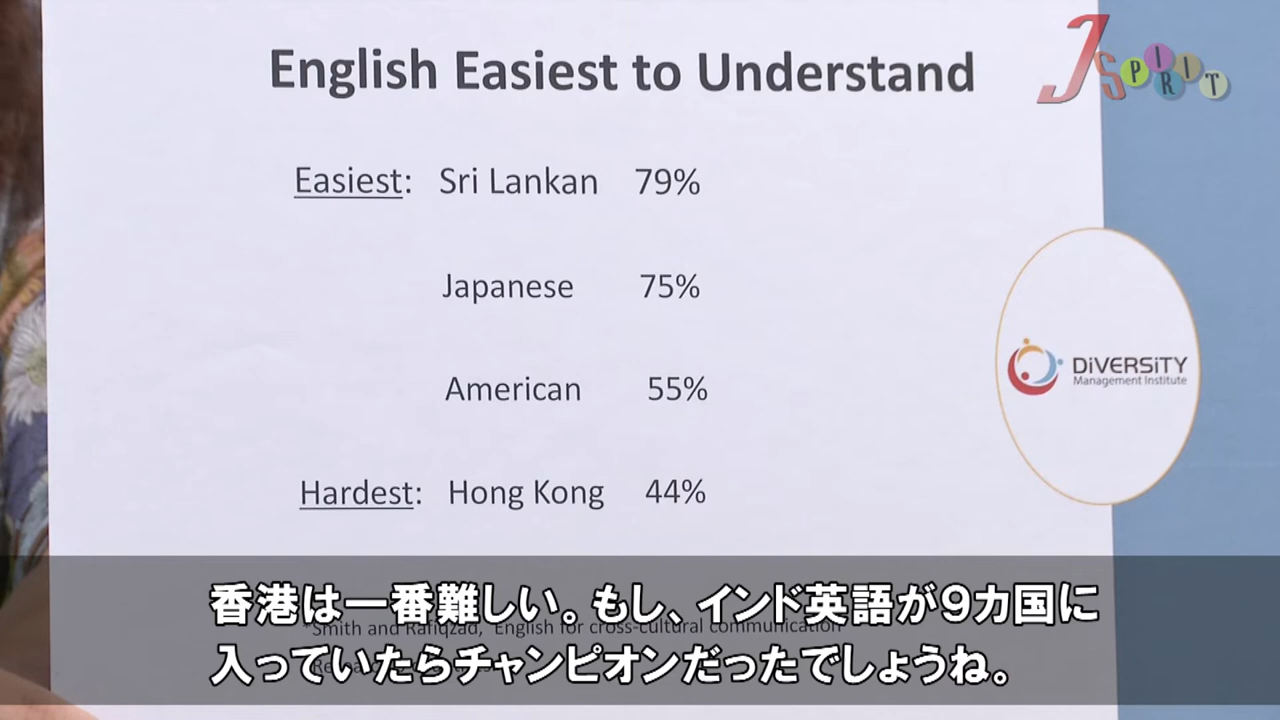 English Easiest to Understand
J SPIRIT
Easiest: Sri Lankan 79%
Japanese 75%
American 55%
Hardest: Hong Kong 44%
DiVERSiTY
Management Institute
*Smith and Rafiqzad, English for cross-cultural communication
香港は一番難しい。もし、インド英語が９カ国に
入っていたらチャンピオンだったでしょうね。